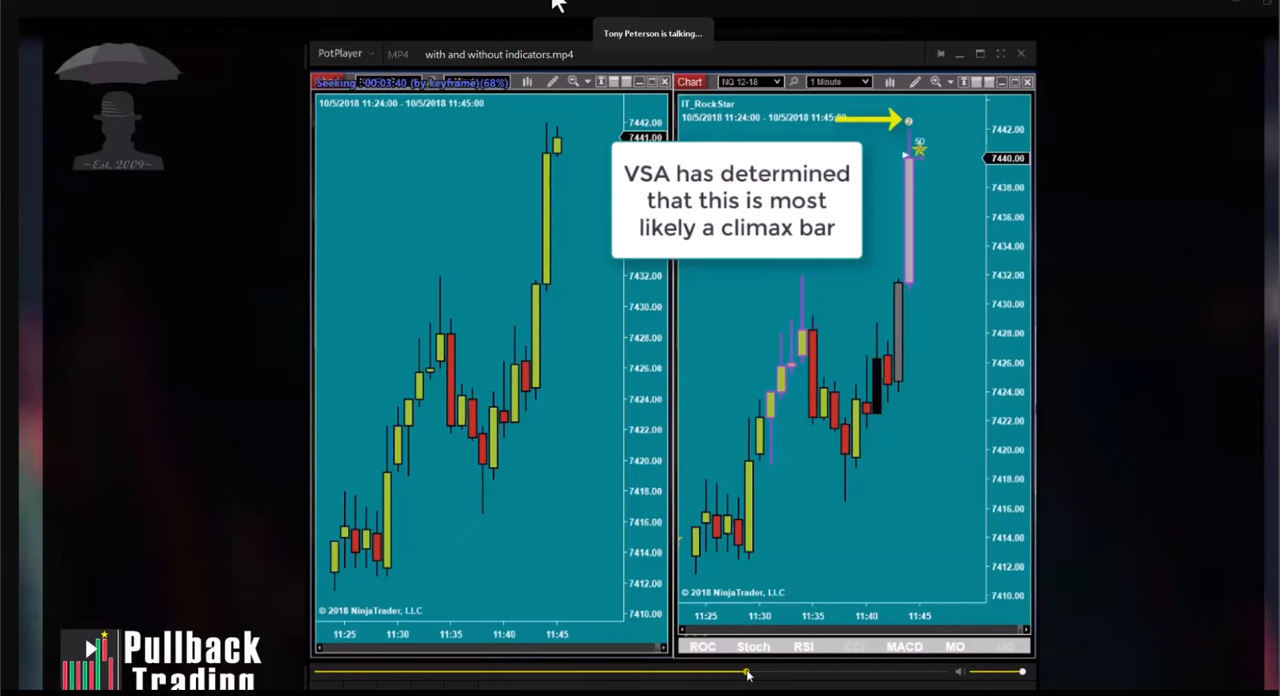 Tony Peterson is talking...
PotPlayer
MP4
with and without indicators.mp4
Seeking 00:03:40 (by keyframe)(68%)
Chart
NQ 12-18
1 Minute
~Est. 2009~
10/5/2018 11:24:00 - 10/5/2018 11:45:00
7442.00
7441.00
7432.00
7430.00
7428.00
7426.00
7424.00
7422.00
7420.00
7418.00
7416.00
7414.00
7412.00
7410.00
© 2018 NinjaTrader, LLC
11:25
11:30
11:35
11:40
11:45
IT_RockStar
10/5/2018 11:24:00 - 10/5/2018 11:45:00
VSA has determined
that this is most
likely a climax bar
7442.00
7440.00
7438.00
7436.00
7434.00
7432.00
7430.00
7428.00
7426.00
7424.00
7422.00
7420.00
7418.00
7416.00
7414.00
7412.00
7410.00
© 2018 NinjaTrader, LLC
11:25
11:30
11:35
11:40
11:45
ROC
Stoch
RSI
MACD
MO
Pullback
Trading